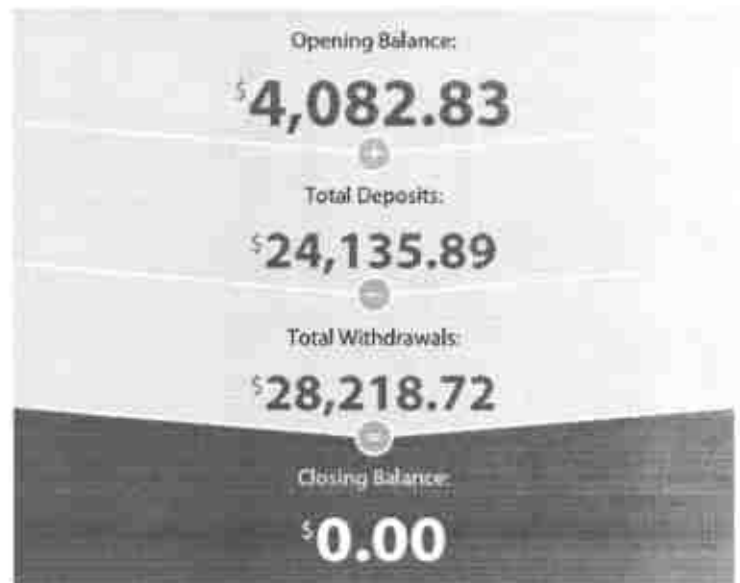 Opening Balance:
$4,082.83
+
Total Deposits:
$24,135.89
−
Total Withdrawals:
$28,218.72
=
Closing Balance:
$0.00